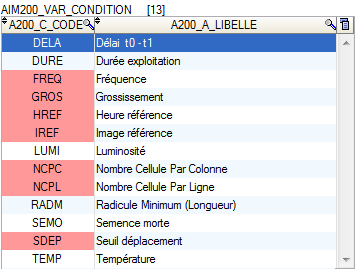 AIM200_VAR_CONDITION [13]
A200_C_CODE A200_A_LIBELLE
DELA Délai t0 - t1
DURE Durée exploitation
FREQ Fréquence
GROS Grossissement
HREF Heure référence
IREF Image référence
LUMI Luminosité
NCPC Nombre Cellule Par Colonne
NCPL Nombre Cellule Par Ligne
RADM Radicule Minimum (Longueur)
SEMO Semence morte
SDEP Seuil déplacement
TEMP Température